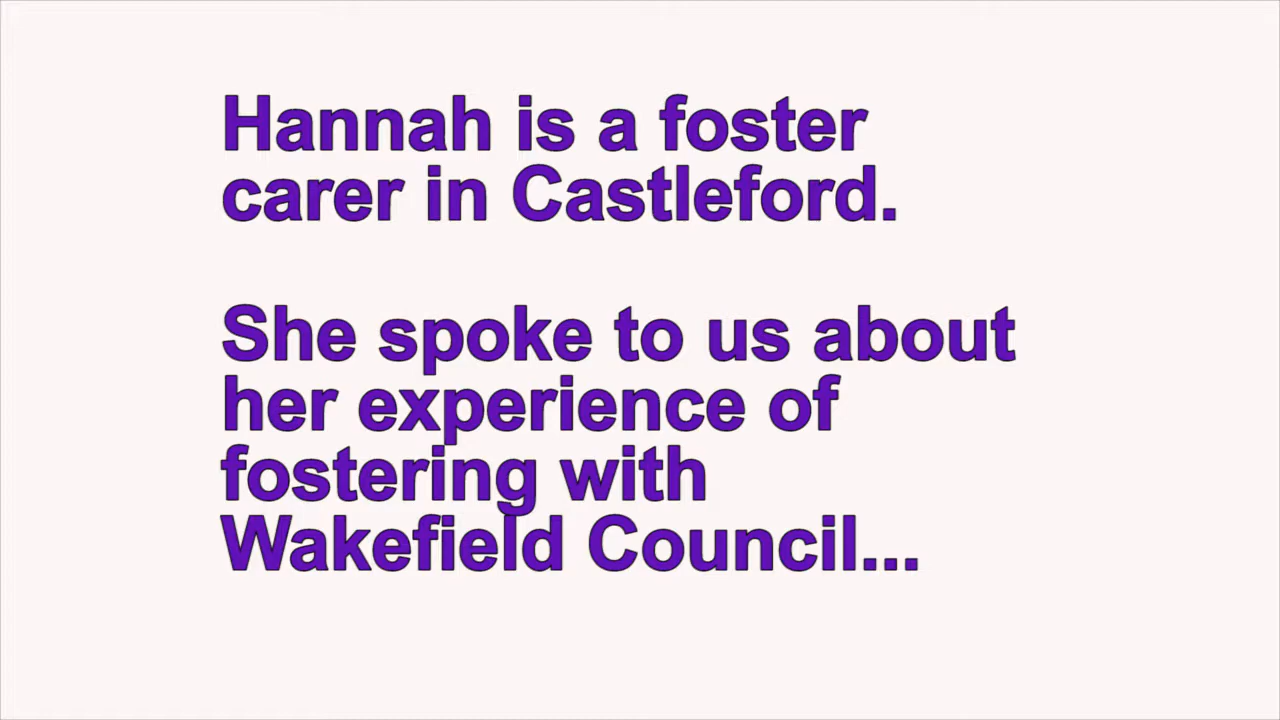 Hannah is a foster
carer in Castleford.
She spoke to us about
her experience of
fostering with
Wakefield Council...